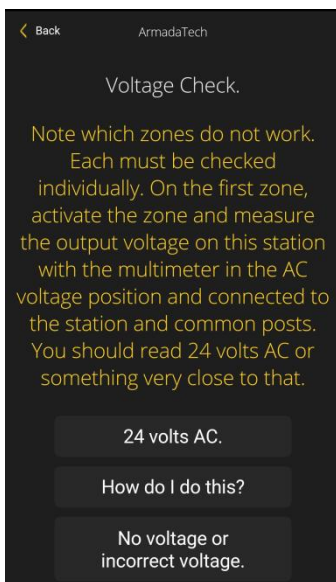 Back
ArmadaTech
Voltage Check.
Note which zones do not work.
Each must be checked
individually. On the first zone,
activate the zone and measure
the output voltage on this station
with the multimeter in the AC
voltage position and connected to
the station and common posts.
You should read 24 volts AC or
something very close to that.
24 volts AC.
How do I do this?
No voltage or
incorrect voltage.